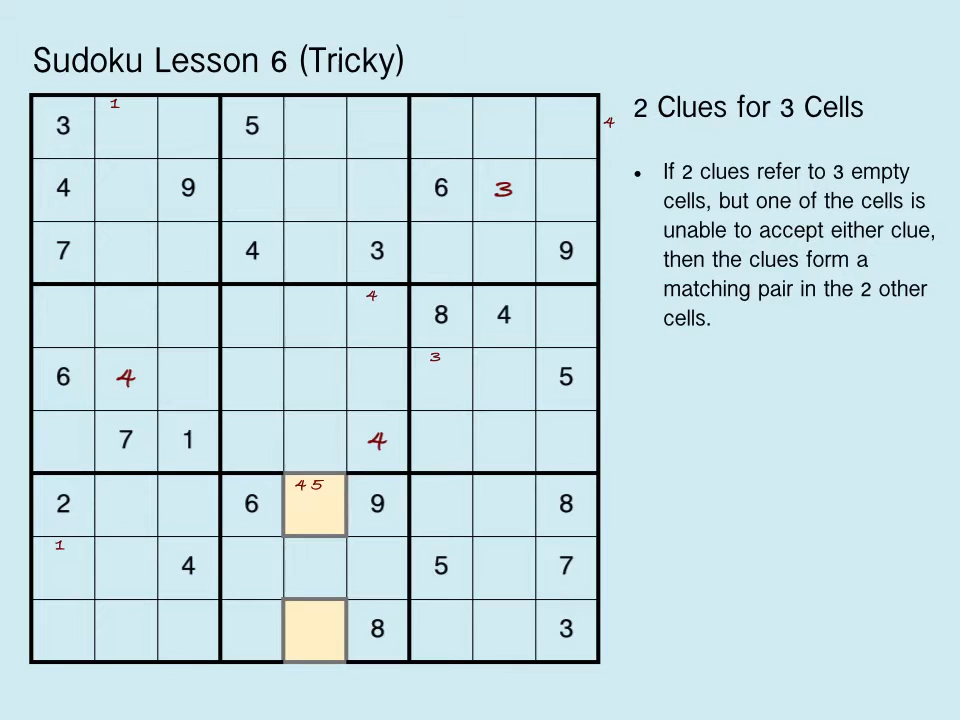 Sudoku Lesson 6 (Tricky)
2 Clues for 3 Cells
• If 2 clues refer to 3 empty
cells, but one of the cells is
unable to accept either clue,
then the clues form a
matching pair in the 2 other
cells.
1
3 5 4
4 9 6 3
7 4 3 9
4
8 4
3
6 4 5
7 1 4
4 5
2 6 9 8
1
4 5 7
8 3